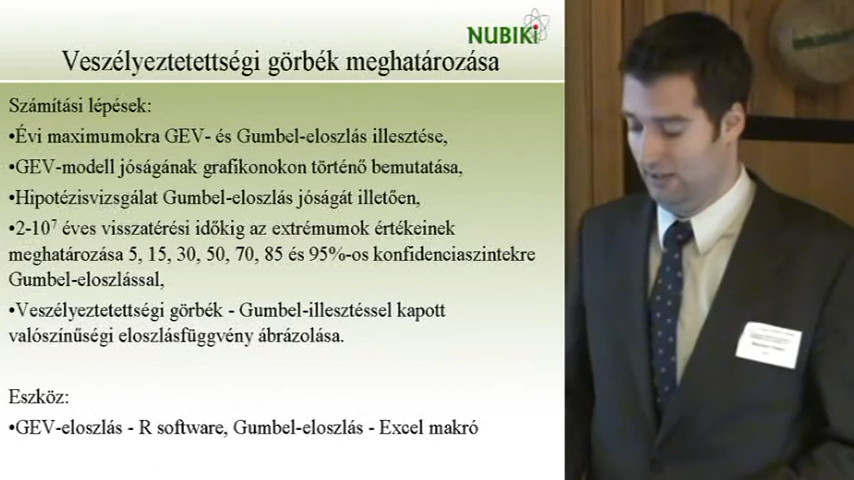 NUBIKI
Veszélyeztetettségi görbék meghatározása
Számítási lépések:
•Évi maximumokra GEV- és Gumbel-eloszlás illesztése,
•GEV-modell jóságának grafikonokon történő bemutatása,
•Hipotézisvizsgálat Gumbel-eloszlás jóságát illetően,
•2-10⁷ éves visszatérési időkig az extrémumok értékeinek
meghatározása 5, 15, 30, 50, 70, 85 és 95%-os konfidenciaszintekre
Gumbel-eloszlással,
•Veszélyeztetettségi görbék - Gumbel-illesztéssel kapott
valószínűségi eloszlásfüggvény ábrázolása.
Eszköz:
•GEV-eloszlás - R software, Gumbel-eloszlás - Excel makró